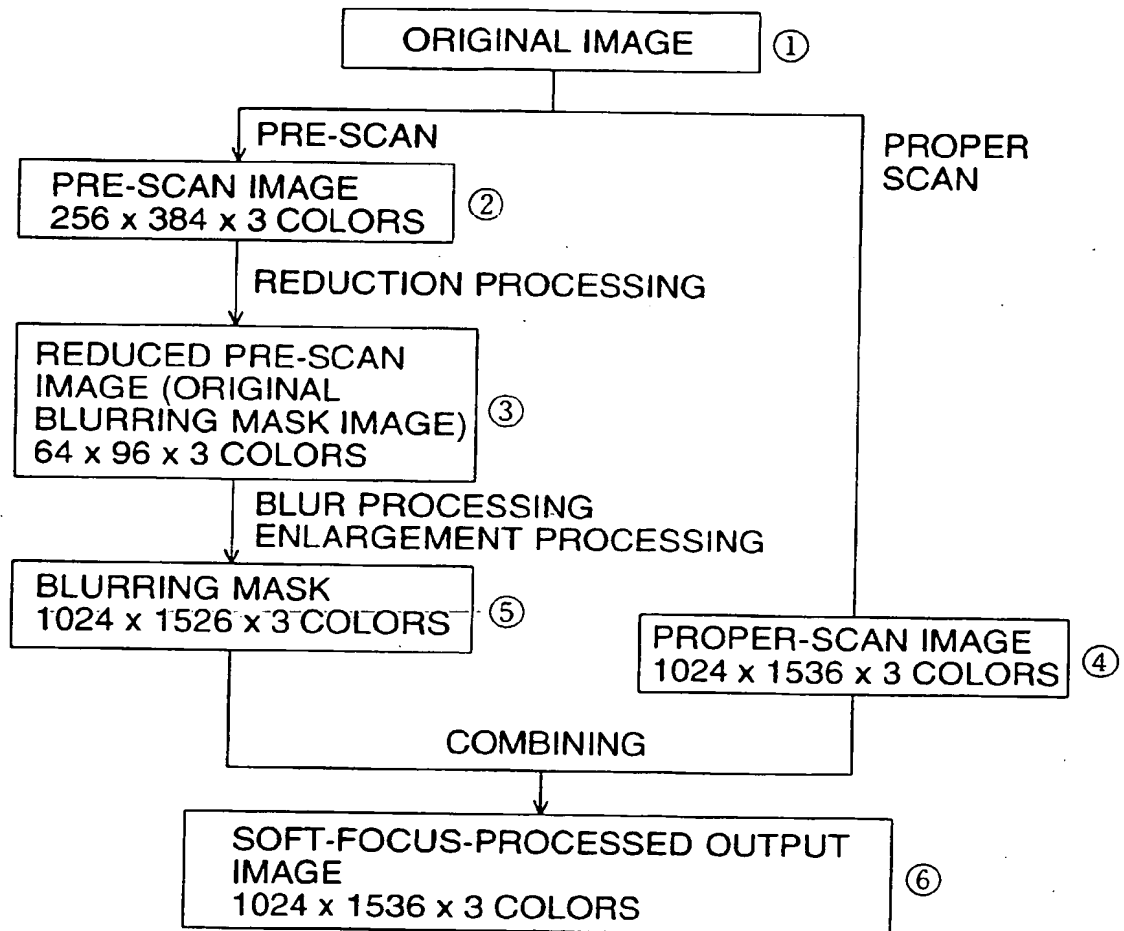 ORIGINAL IMAGE ①
PRE-SCAN
PROPER
SCAN
PRE-SCAN IMAGE
256 x 384 x 3 COLORS ②
REDUCTION PROCESSING
REDUCED PRE-SCAN
IMAGE (ORIGINAL
BLURRING MASK IMAGE) ③
64 x 96 x 3 COLORS
BLUR PROCESSING
ENLARGEMENT PROCESSING
BLURRING MASK
1024 x 1526 x 3 COLORS ⑤
PROPER-SCAN IMAGE
1024 x 1536 x 3 COLORS ④
COMBINING
SOFT-FOCUS-PROCESSED OUTPUT
IMAGE ⑥
1024 x 1536 x 3 COLORS